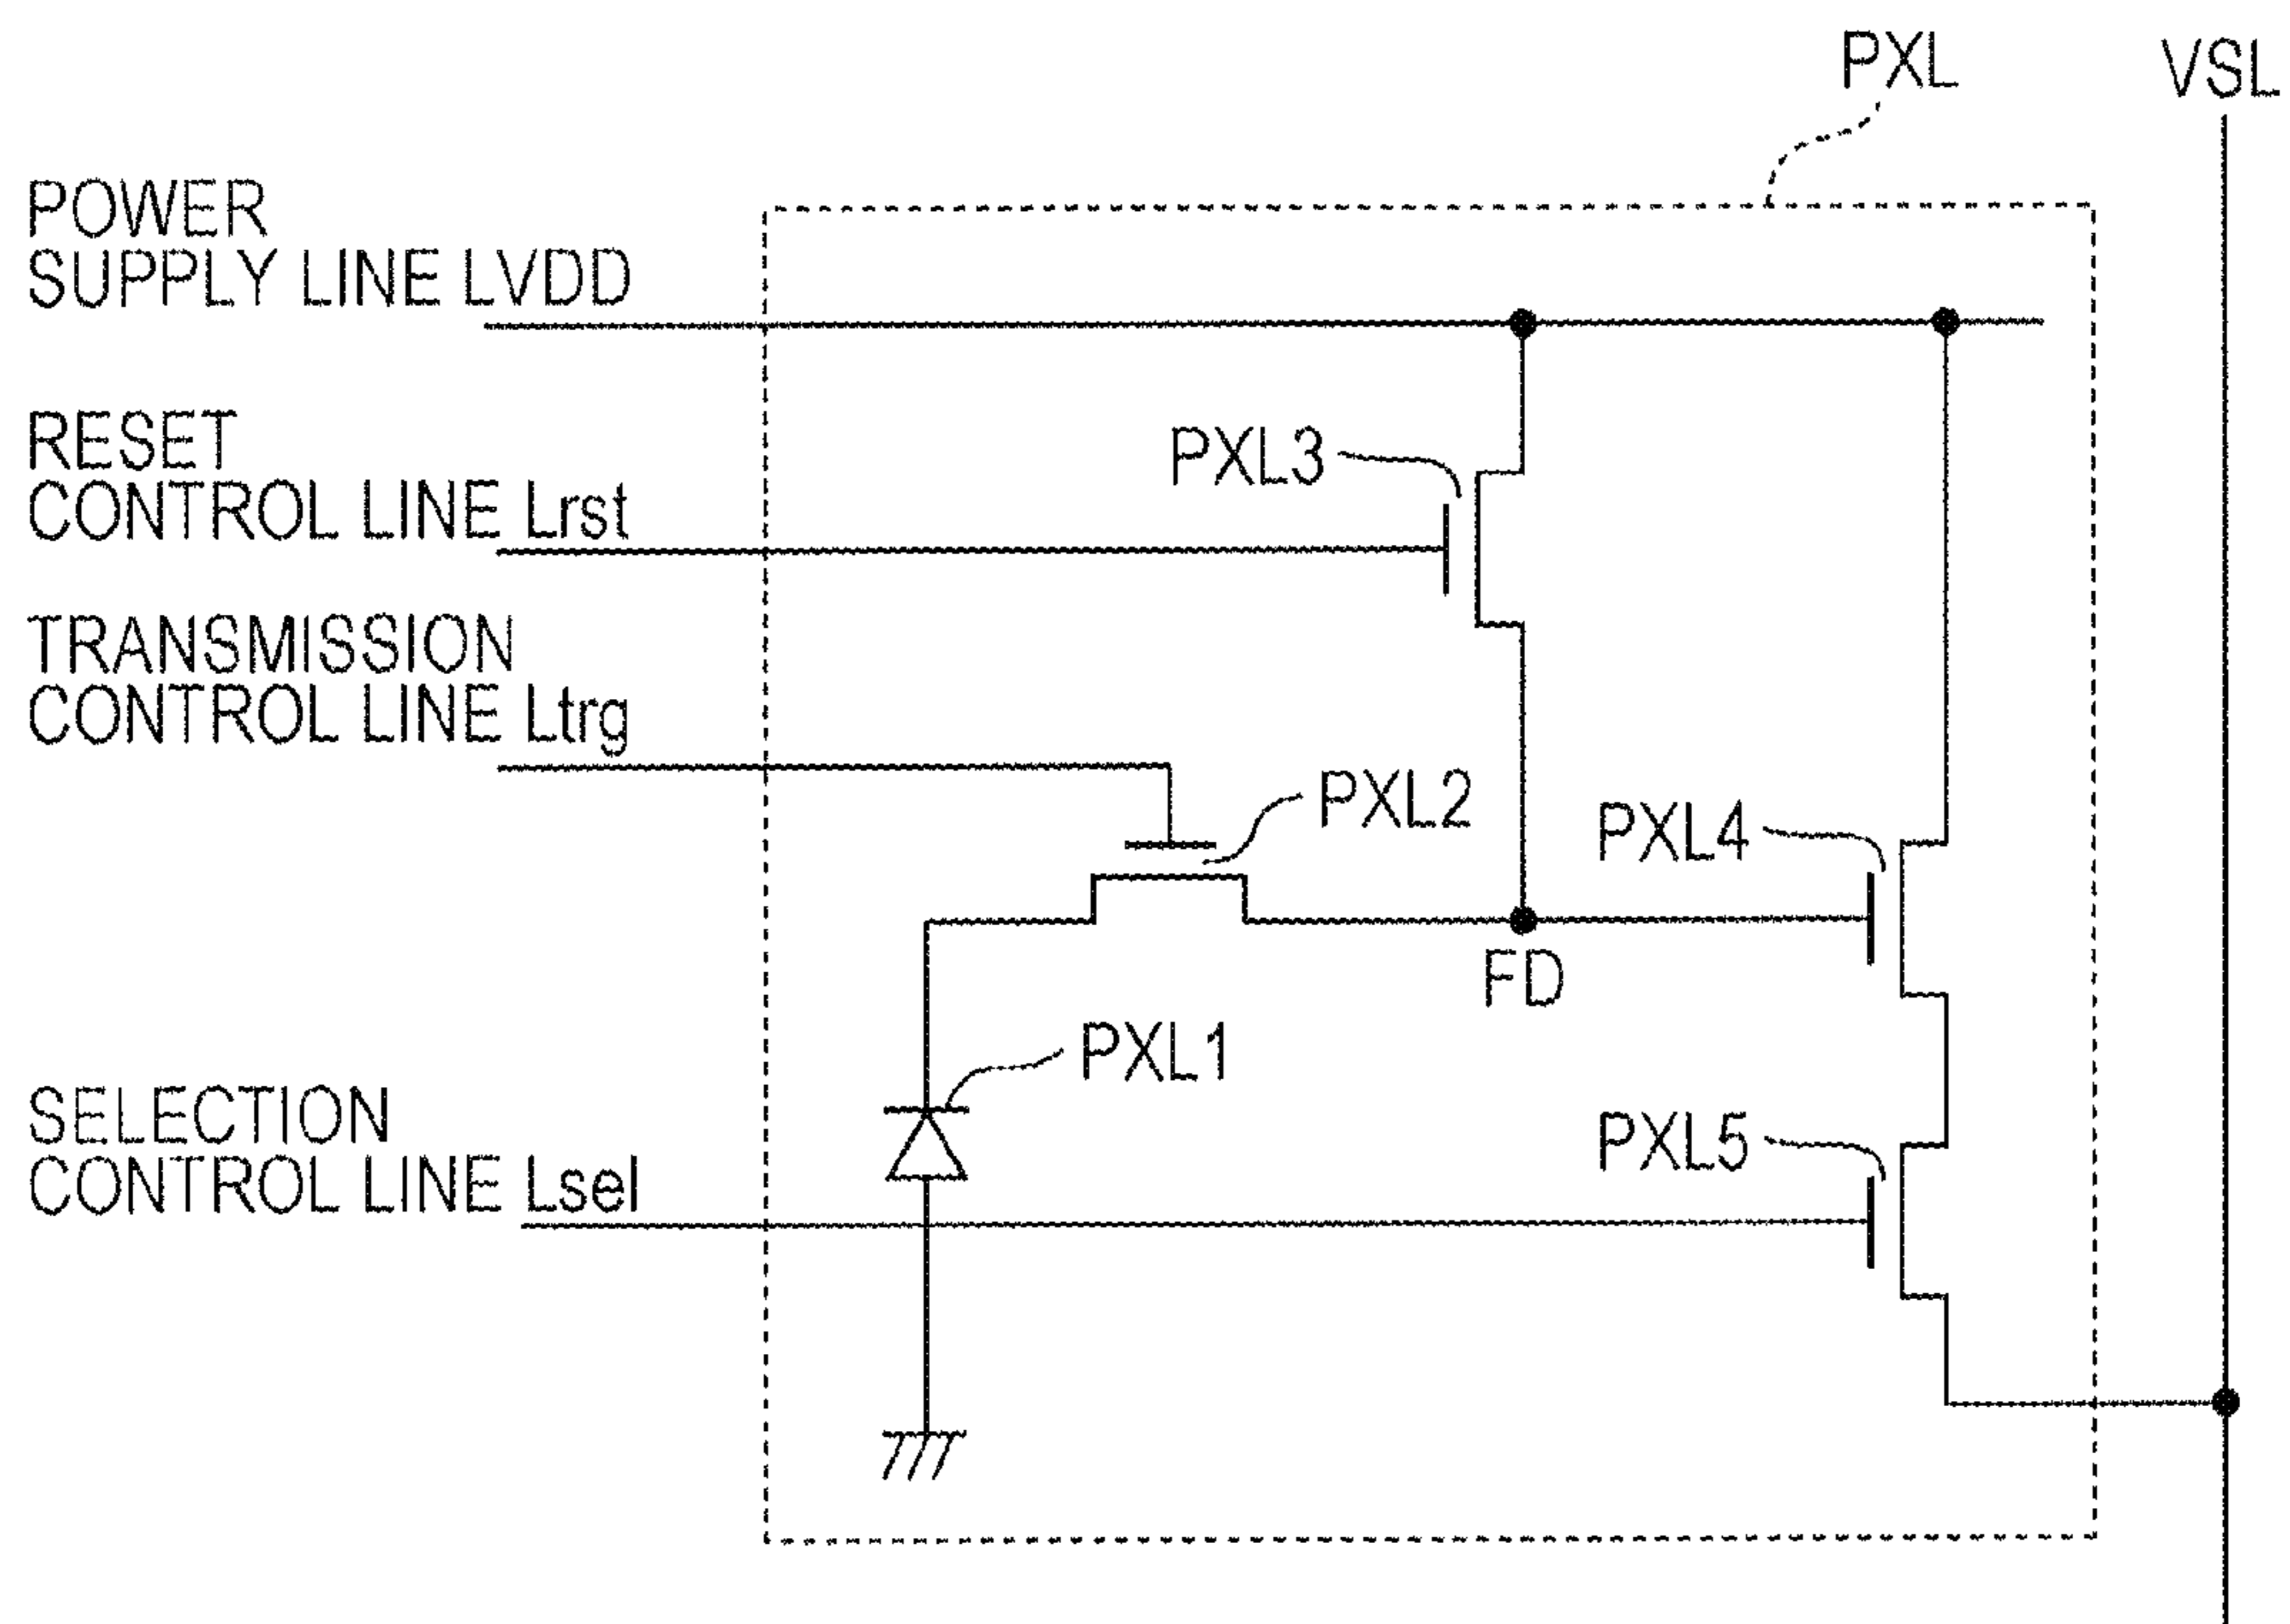 PXL
VSL
POWER
SUPPLY LINE LVDD
RESET
CONTROL LINE Lrst
PXL3
TRANSMISSION
CONTROL LINE Ltrg
PXL2
PXL4
FD
PXL1
SELECTION
CONTROL LINE Lsel
PXL5